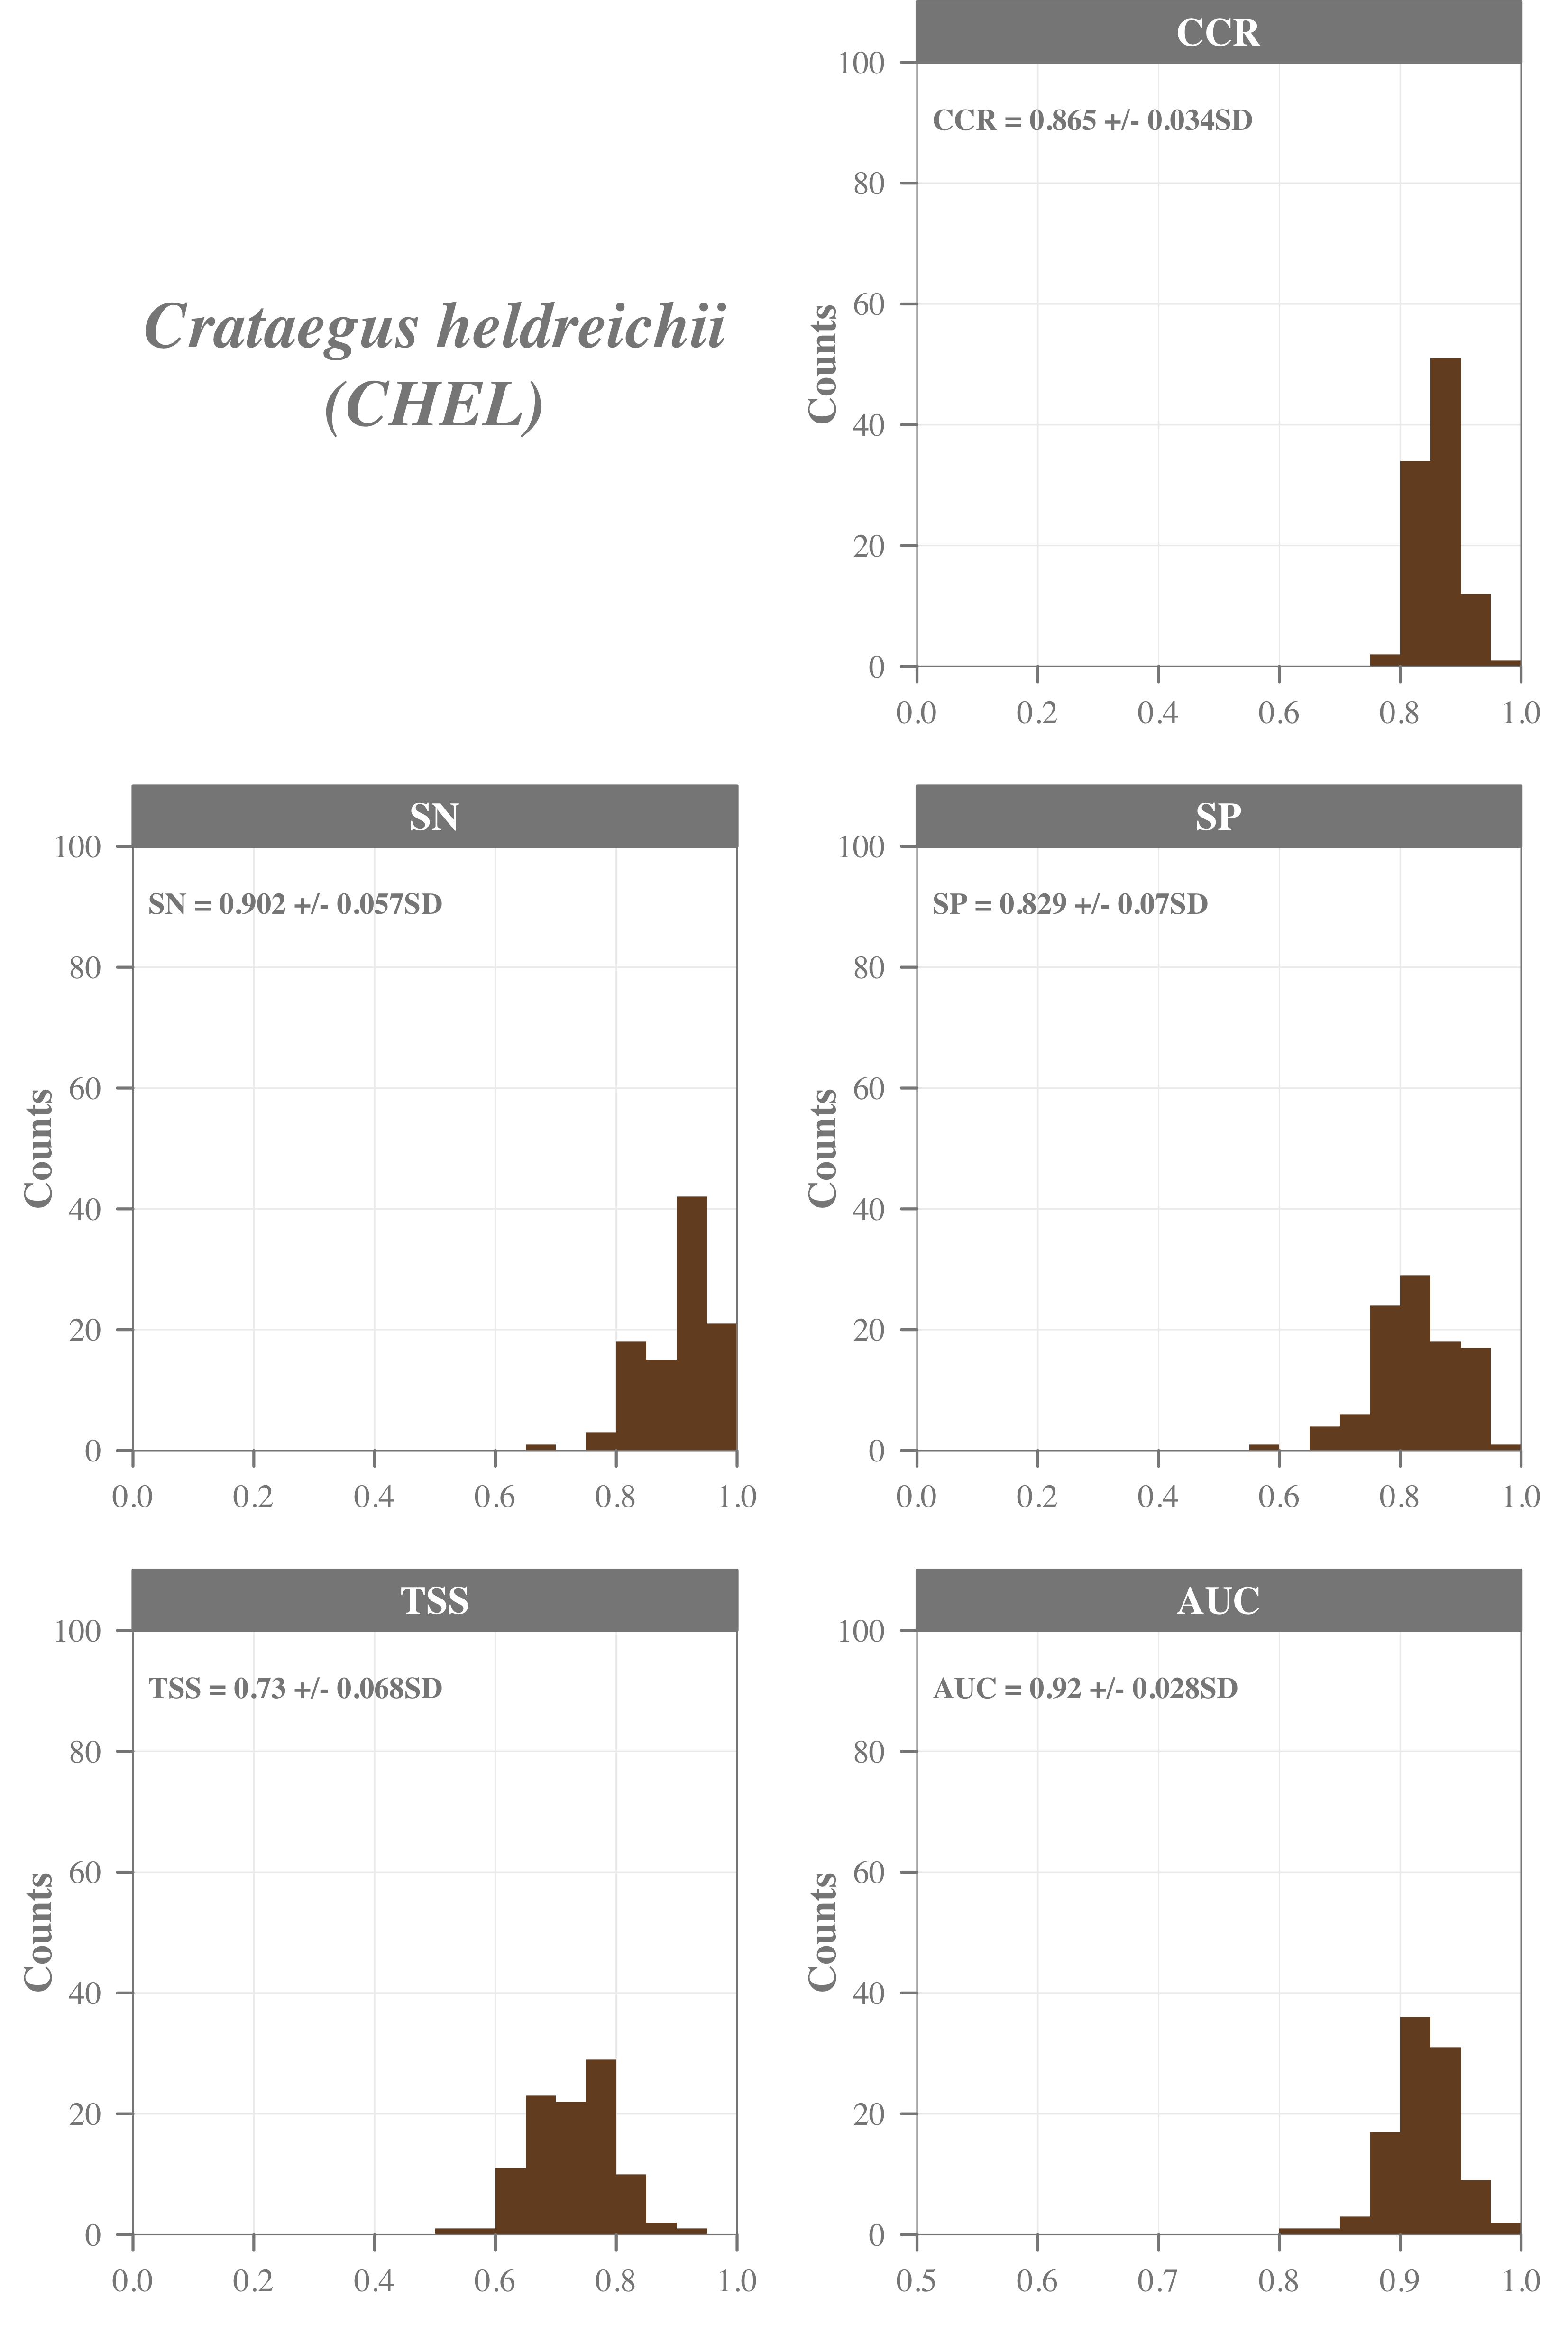 Crataegus heldreichii
(CHEL)
CCR
CCR = 0.865 +/- 0.034SD
Counts
100
80
60
40
20
0
0.0 0.2 0.4 0.6 0.8 1.0
SN
SN = 0.902 +/- 0.057SD
Counts
100
80
60
40
20
0
0.0 0.2 0.4 0.6 0.8 1.0
SP
SP = 0.829 +/- 0.07SD
Counts
100
80
60
40
20
0
0.0 0.2 0.4 0.6 0.8 1.0
TSS
TSS = 0.73 +/- 0.068SD
Counts
100
80
60
40
20
0
0.0 0.2 0.4 0.6 0.8 1.0
AUC
AUC = 0.92 +/- 0.028SD
Counts
100
80
60
40
20
0
0.5 0.6 0.7 0.8 0.9 1.0